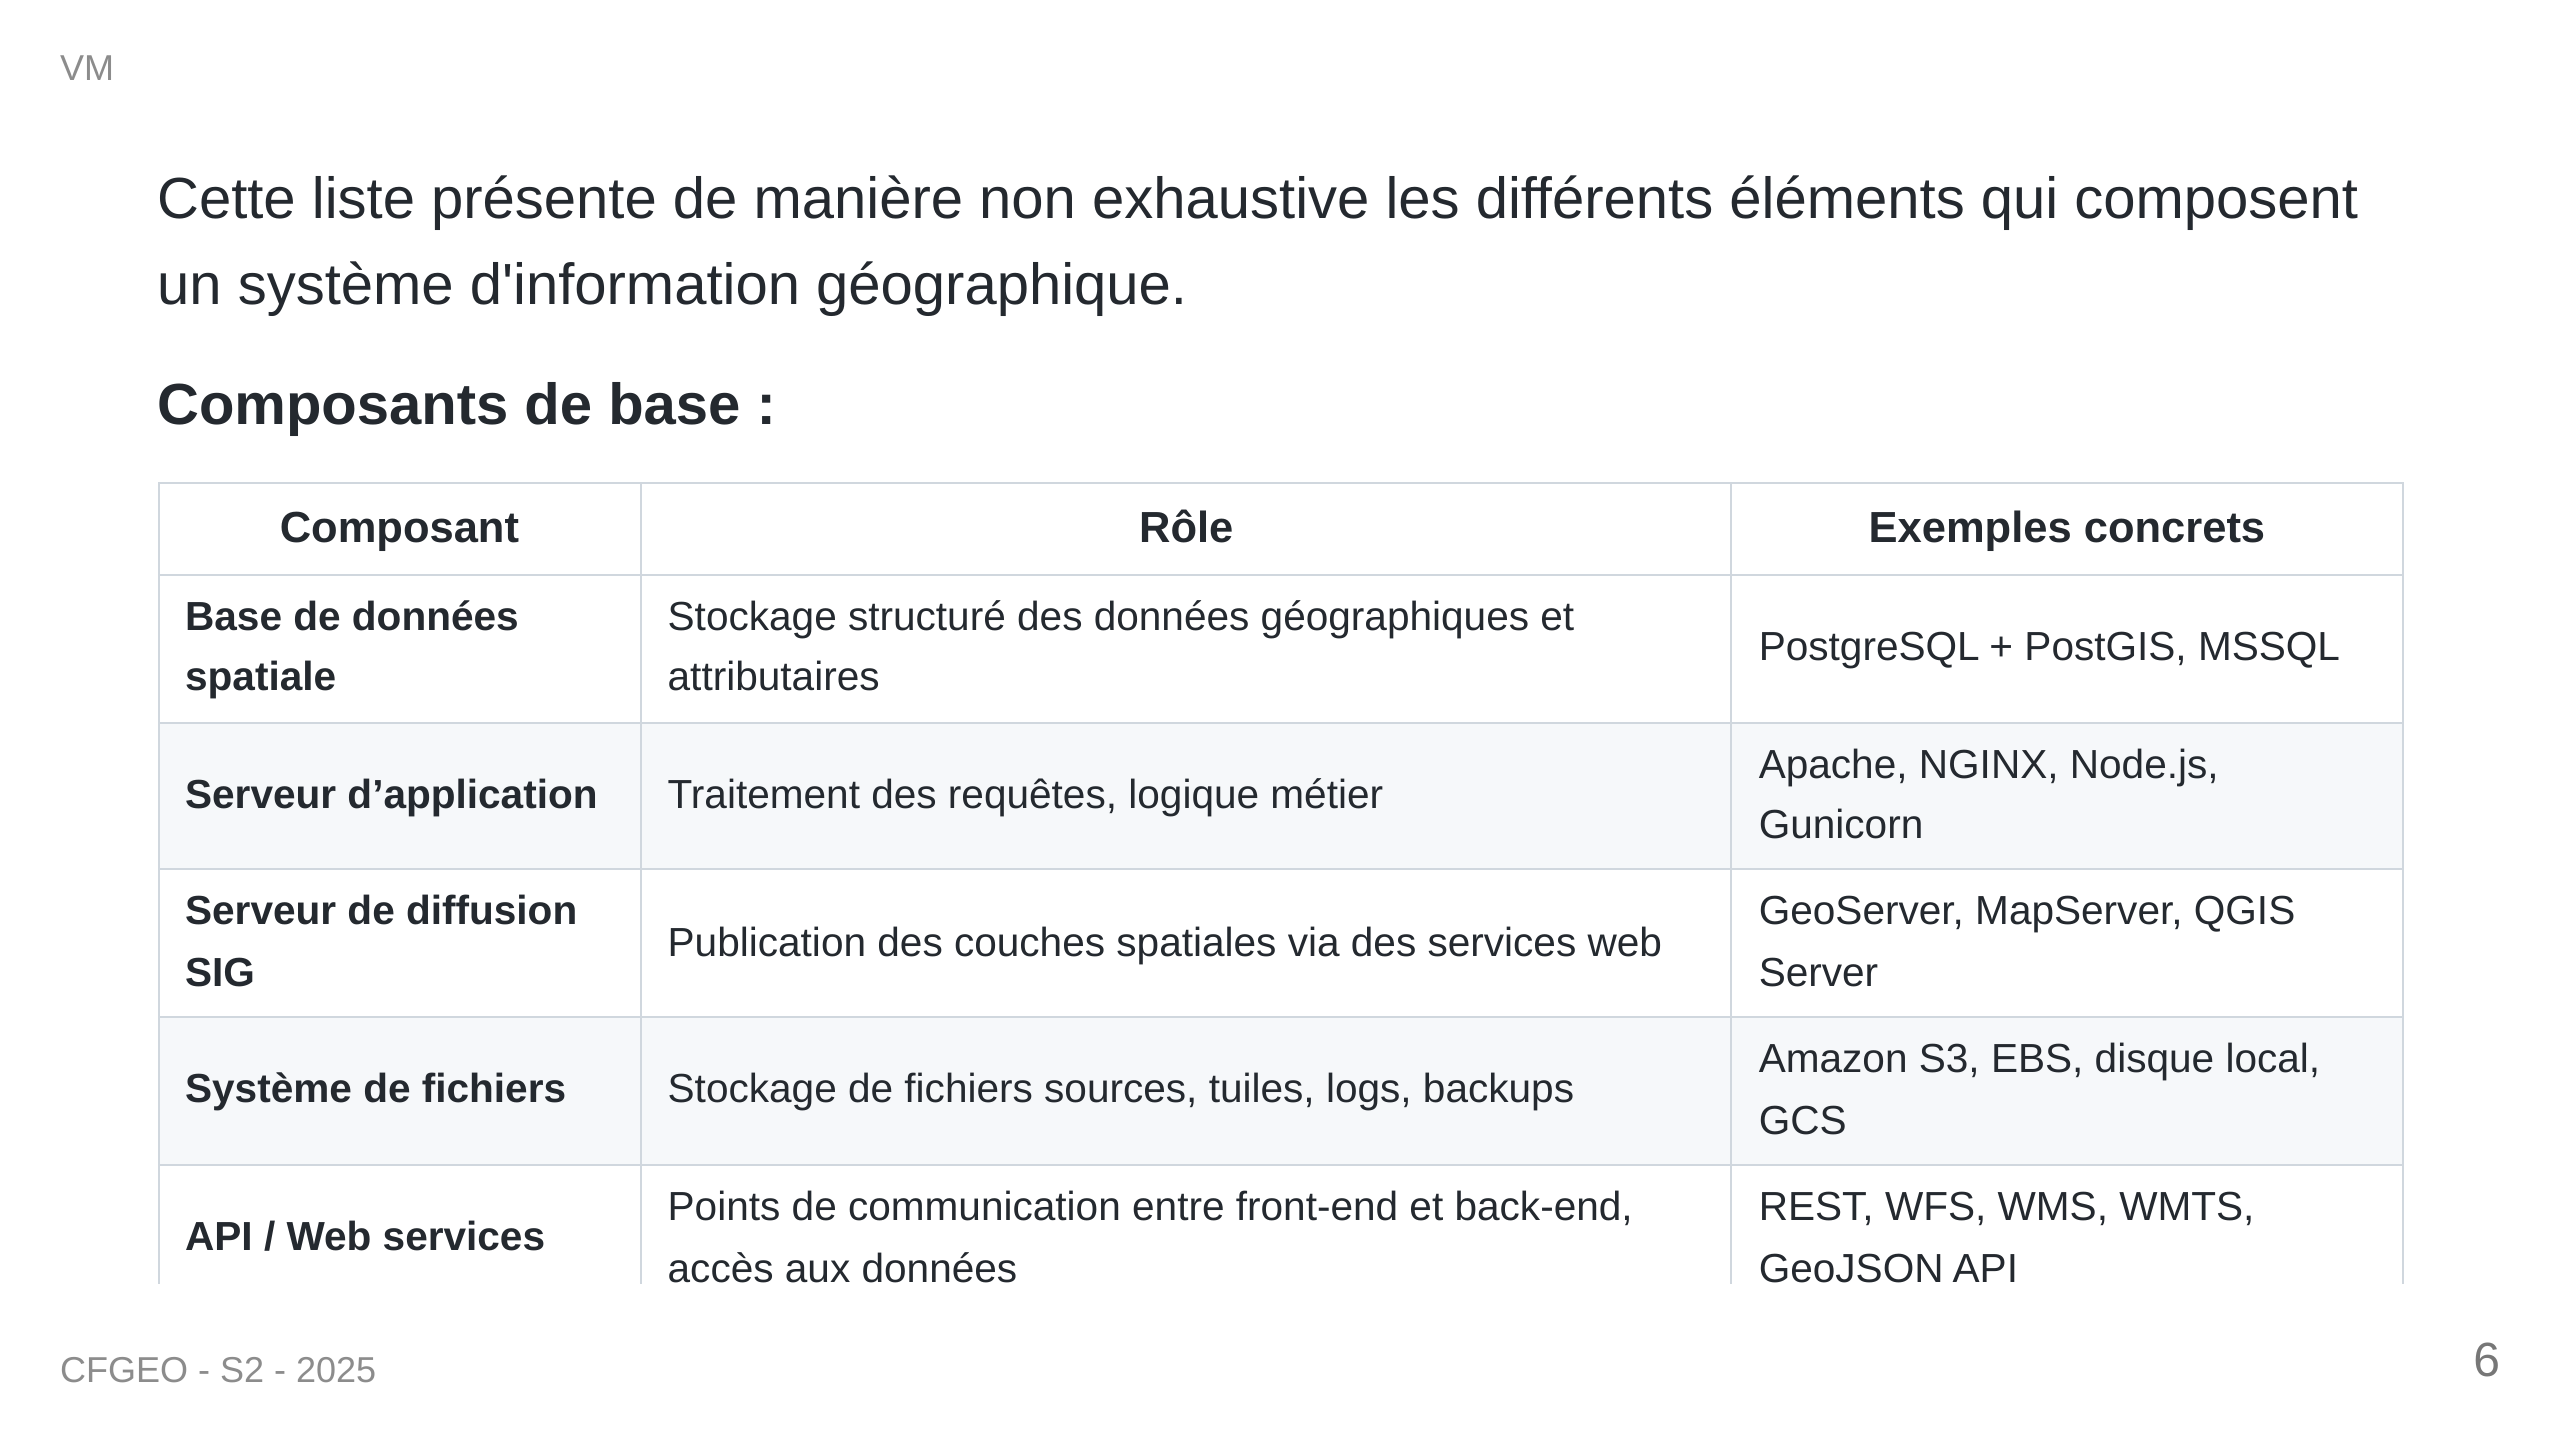 VM
Cette liste présente de manière non exhaustive les différents éléments qui composent
un système d'information géographique.
Composants de base :
Composant Rôle Exemples concrets
Base de données
spatiale
Stockage structuré des données géographiques et
attributaires
PostgreSQL + PostGIS, MSSQL
Serveur d’application
Traitement des requêtes, logique métier
Apache, NGINX, Node.js,
Gunicorn
Serveur de diffusion
SIG
Publication des couches spatiales via des services web
GeoServer, MapServer, QGIS
Server
Système de fichiers
Stockage de fichiers sources, tuiles, logs, backups
Amazon S3, EBS, disque local,
GCS
API / Web services
Points de communication entre front-end et back-end,
accès aux données
REST, WFS, WMS, WMTS,
GeoJSON API
CFGEO - S2 - 2025
6